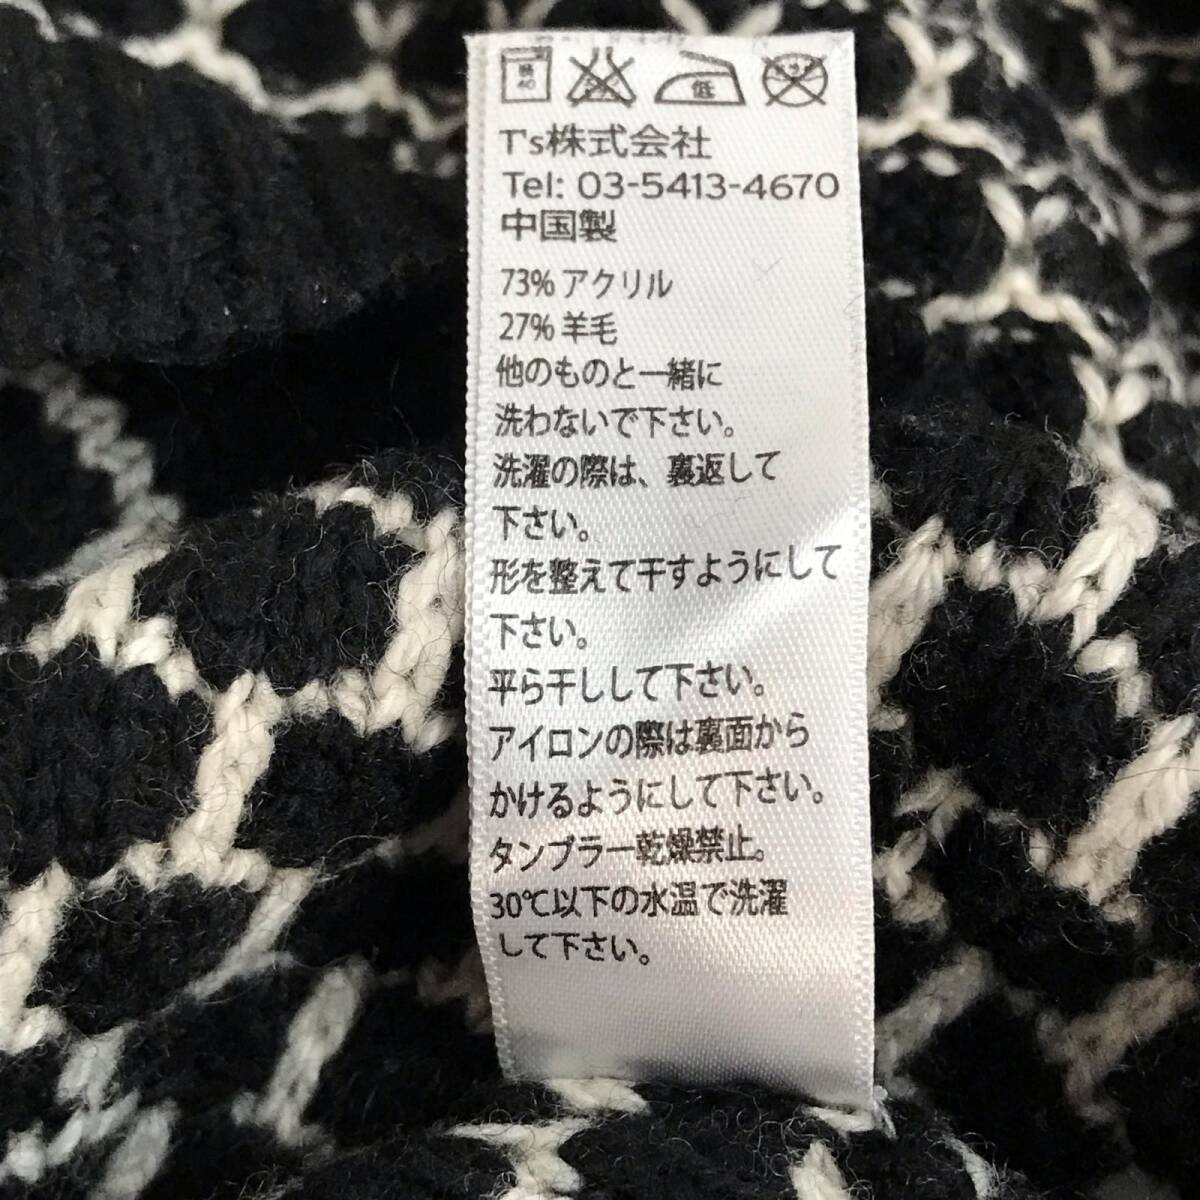 40
低
T's株式会社
Tel: 03-5413-4670
中国製
73% アクリル
27% 羊毛
他のものと一緒に
洗わないで下さい。
洗濯の際は、裏返して
下さい。
形を整えて干すようにして
下さい。
平ら干しして下さい。
アイロンの際は裏面から
かけるようにして下さい。
タンブラー乾燥禁止。
30℃以下の水温で洗濯
して下さい。